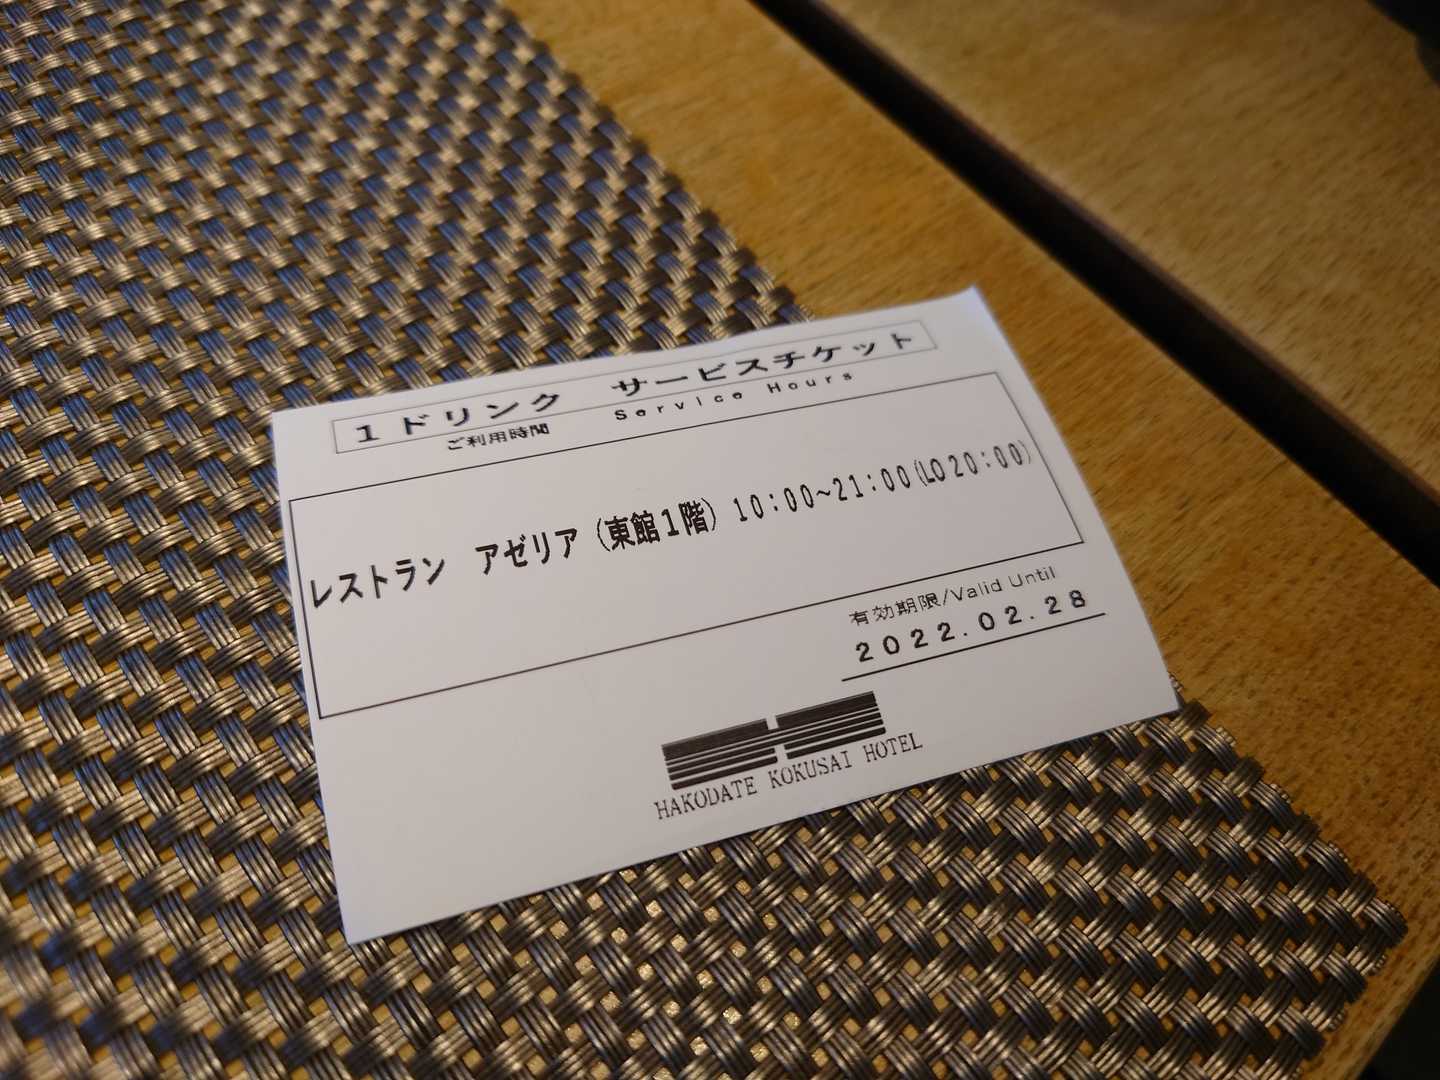 1ドリンク　サービスチケット
ご利用時間　Service Hours
レストラン　アゼリア（東館1階）10:00～21:00(LO20:00)
有効期限/Valid Until
2022.02.28
HAKODATE KOKUSAI HOTEL